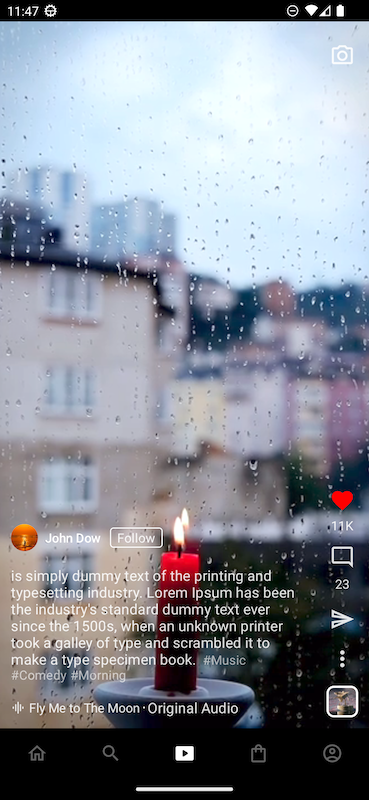 11:47
John Dow Follow
11K
23
is simply dummy text of the printing and
typesetting industry. Lorem Ipsum has been
the industry's standard dummy text ever
since the 1500s, when an unknown printer
took a galley of type and scrambled it to
make a type specimen book. #Music
#Comedy #Morning
Fly Me to The Moon · Original Audio